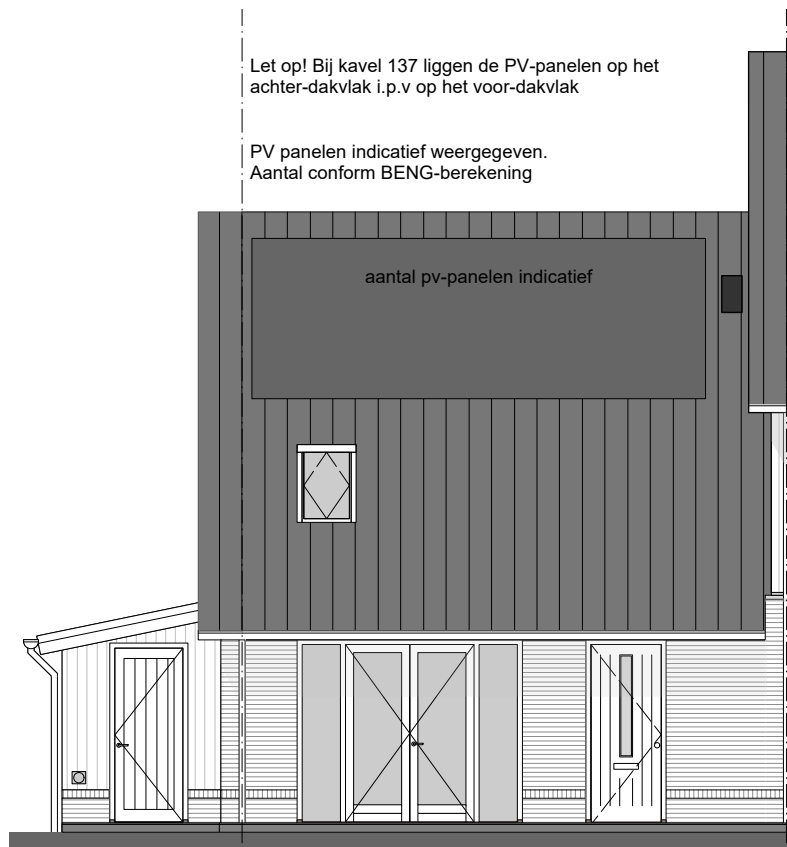 Let op! Bij kavel 137 liggen de PV-panelen op het
achter-dakvlak i.p.v op het voor-dakvlak
PV panelen indicatief weergegeven.
Aantal conform BENG-berekening
aantal pv-panelen indicatief